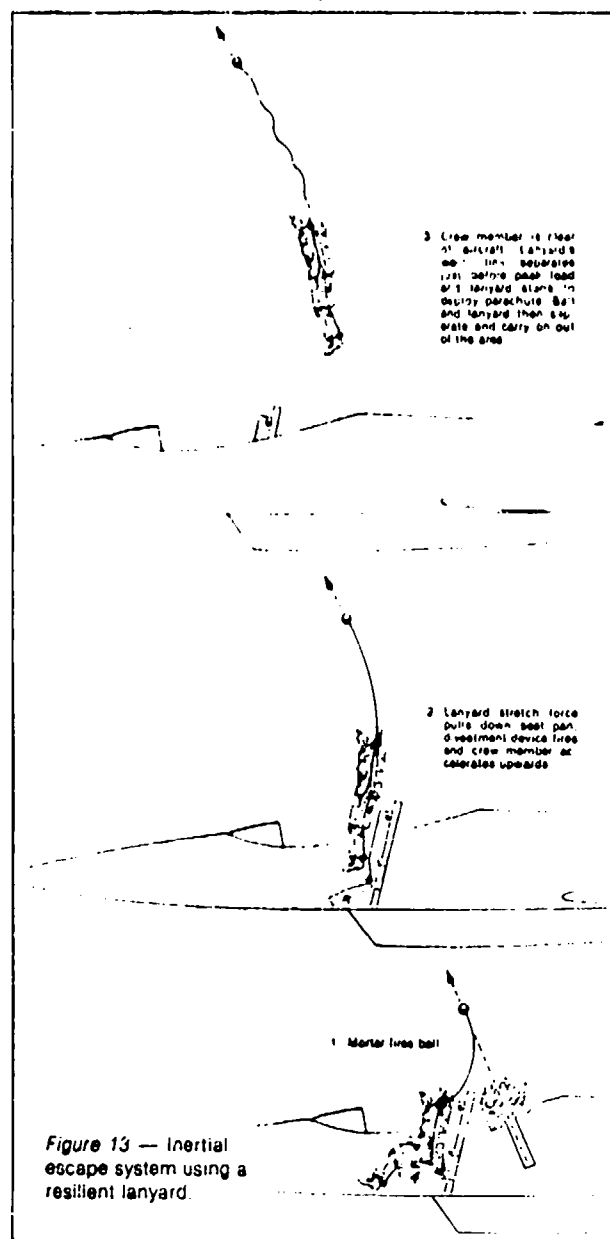 3 Crew member is clear
of aircraft. Lanyard's
link separates
just before peak load
and lanyard starts to
deploy parachute. Ball
and lanyard then sep
arate and carry on out
of the area
2 Lanyard stretch force
pulls down seat pan,
divestment device fires
and crew member ac
celerates upwards
1 Mortar fires ball
Figure 13 — Inertial
escape system using a
resilient lanyard.